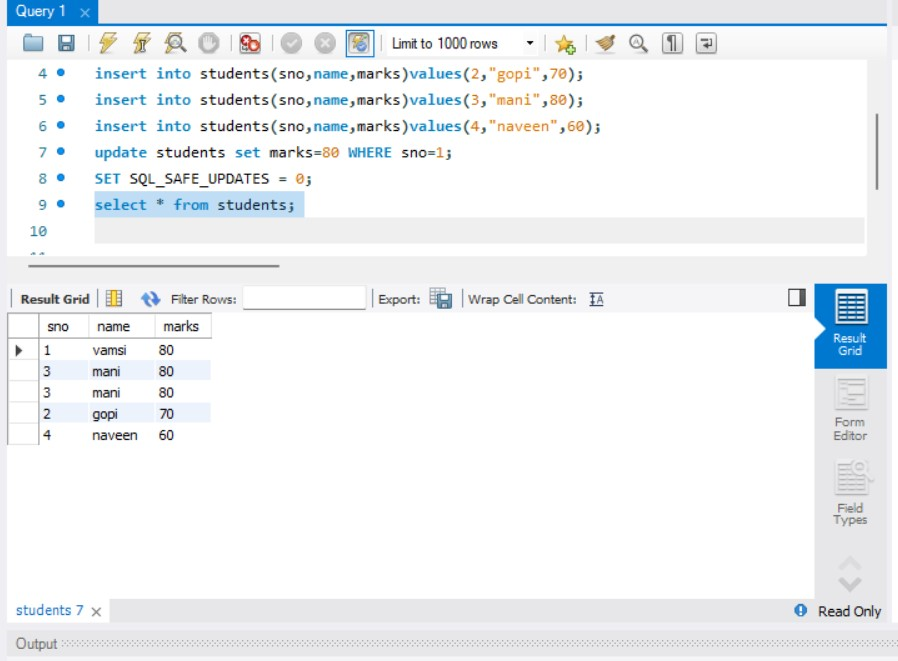 Query 1
Limit to 1000 rows
4 insert into students(sno,name,marks)values(2,"gopi",70);
5 insert into students(sno,name,marks)values(3,"mani",80);
6 insert into students(sno,name,marks)values(4,"naveen",60);
7 update students set marks=80 WHERE sno=1;
8 SET SQL_SAFE_UPDATES = 0;
9 select * from students;
10
Result Grid Filter Rows: Export: Wrap Cell Content:
sno name marks
1 vamsi 80
3 mani 80
3 mani 80
2 gopi 70
4 naveen 60
Result
Grid
Form
Editor
Field
Types
students 7 Read Only
Output